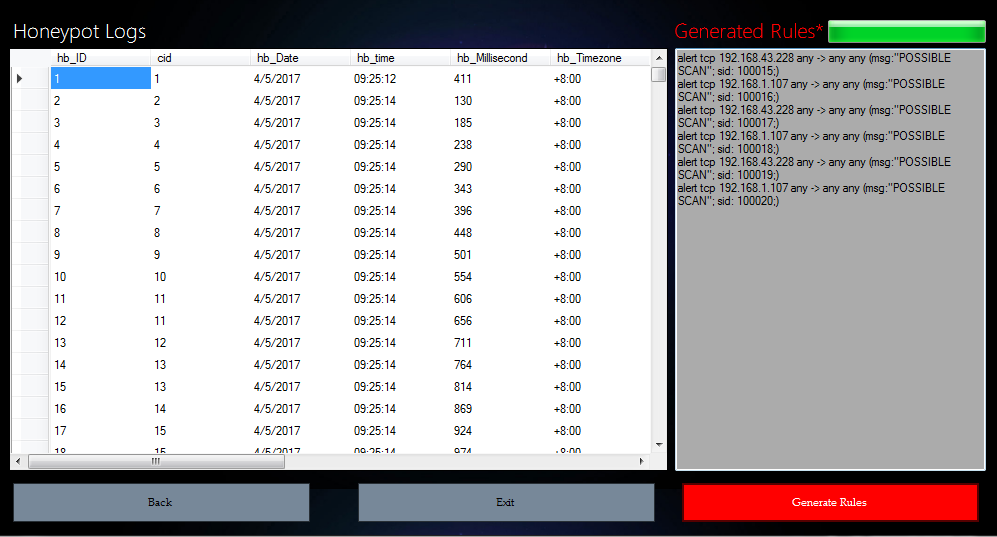 Honeypot Logs
Generated Rules*
hb_ID cid hb_Date hb_time hb_Millisecond hb_Timezone
1 1 4/5/2017 09:25:12 411 +8:00
2 2 4/5/2017 09:25:14 130 +8:00
3 3 4/5/2017 09:25:14 185 +8:00
4 4 4/5/2017 09:25:14 238 +8:00
5 5 4/5/2017 09:25:14 290 +8:00
6 6 4/5/2017 09:25:14 343 +8:00
7 7 4/5/2017 09:25:14 396 +8:00
8 8 4/5/2017 09:25:14 448 +8:00
9 9 4/5/2017 09:25:14 501 +8:00
10 10 4/5/2017 09:25:14 554 +8:00
11 11 4/5/2017 09:25:14 606 +8:00
12 11 4/5/2017 09:25:14 656 +8:00
13 12 4/5/2017 09:25:14 711 +8:00
14 13 4/5/2017 09:25:14 764 +8:00
15 13 4/5/2017 09:25:14 814 +8:00
16 14 4/5/2017 09:25:14 869 +8:00
17 15 4/5/2017 09:25:14 924 +8:00
18 15 4/5/2017 09:25:14 974 +8:00
alert tcp 192.168.43.228 any -> any any (msg:"POSSIBLE
SCAN"; sid: 100015;)
alert tcp 192.168.1.107 any -> any any (msg:"POSSIBLE
SCAN"; sid: 100016;)
alert tcp 192.168.43.228 any -> any any (msg:"POSSIBLE
SCAN"; sid: 100017;)
alert tcp 192.168.1.107 any -> any any (msg:"POSSIBLE
SCAN"; sid: 100018;)
alert tcp 192.168.43.228 any -> any any (msg:"POSSIBLE
SCAN"; sid: 100019;)
alert tcp 192.168.1.107 any -> any any (msg:"POSSIBLE
SCAN"; sid: 100020;)
Back
Exit
Generate Rules